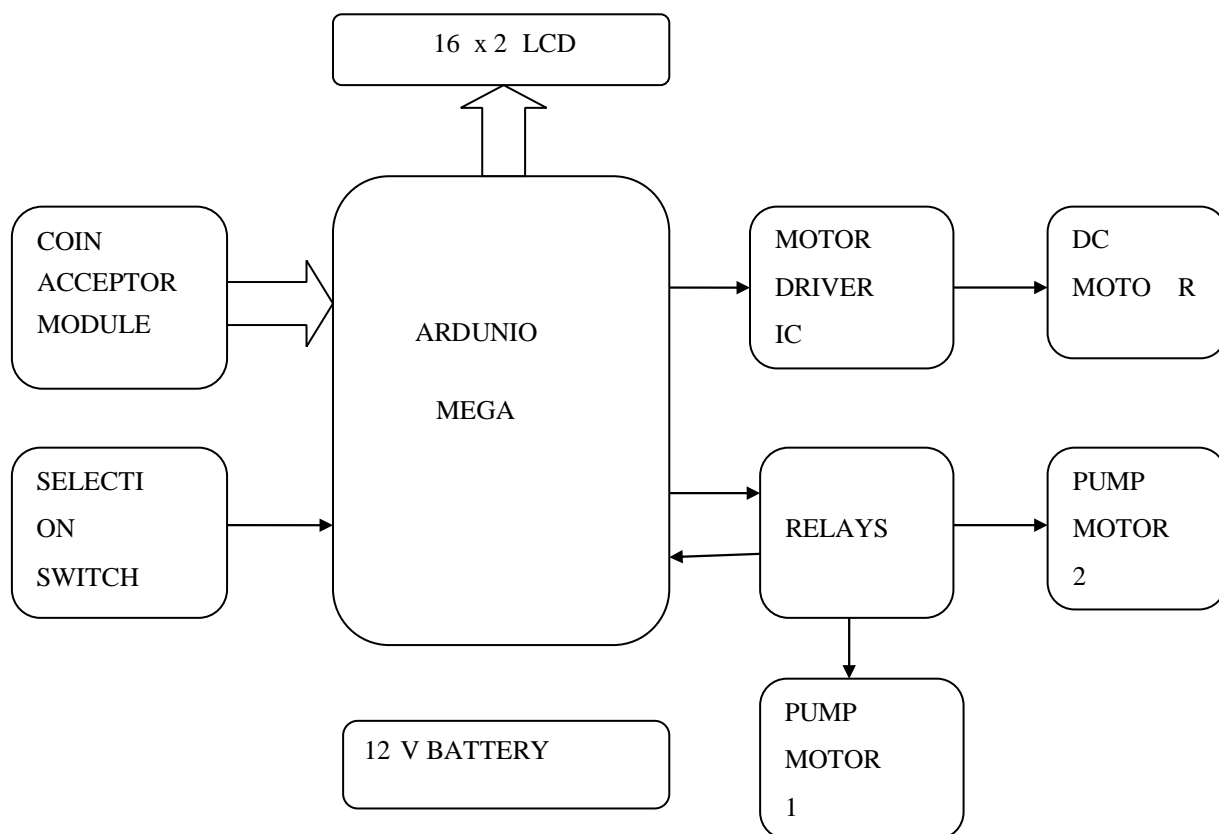 16 x 2 LCD
COIN
ACCEPTOR
MODULE
ARDUNIO
MEGA
MOTOR
DRIVER
IC
DC
MOTO R
SELECTI
ON
SWITCH
RELAYS
PUMP
MOTOR
2
12 V BATTERY
PUMP
MOTOR
1